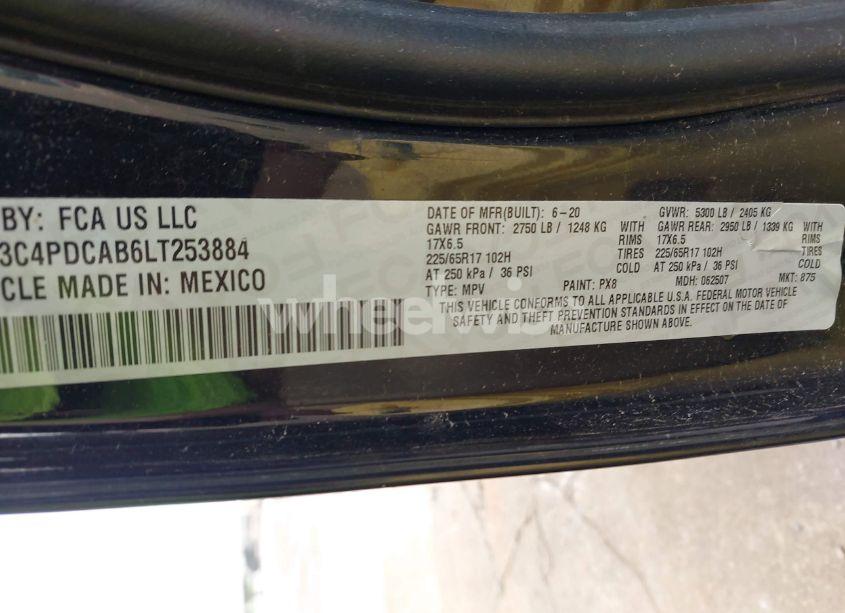 BY: FCA US LLC
3C4PDCAB6LT253884
CLE MADE IN: MEXICO
DATE OF MFR(BUILT): 6-20 GVWR: 5300 LB / 2405 KG
GAWR FRONT: 2750 LB / 1248 KG WITH GAWR REAR: 2950 LB / 1339 KG WITH
17X6.5 RIMS 17X6.5 RIMS
225/65R17 102H TIRES 225/65R17 102H TIRES
AT 250 kPa / 36 PSI COLD AT 250 kPa / 36 PSI COLD
TYPE: MPV PAINT: PX8 MDH: 062507 MKT: 875
THIS VEHICLE CONFORMS TO ALL APPLICABLE U.S.A. FEDERAL MOTOR VEHICLE
SAFETY AND THEFT PREVENTION STANDARDS IN EFFECT ON THE DATE OF
MANUFACTURE SHOWN ABOVE.